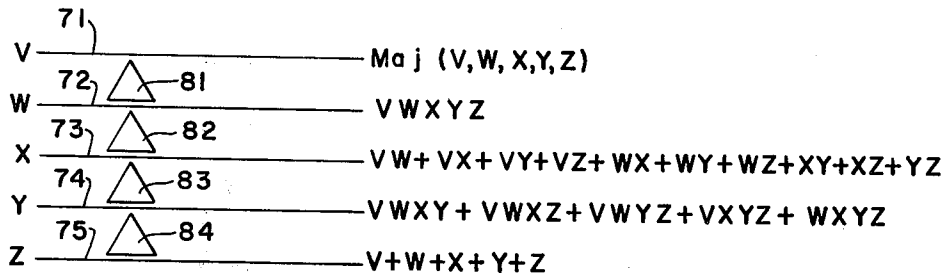 71
V Maj (V,W,X,Y,Z)
72 81
W VWXYZ
73 82
X VW+VX+VY+VZ+WX+WY+WZ+XY+XZ+YZ
74 83
Y VWXY+VWXZ+VWYZ+VXYZ+WXYZ
75 84
Z V+W+X+Y+Z